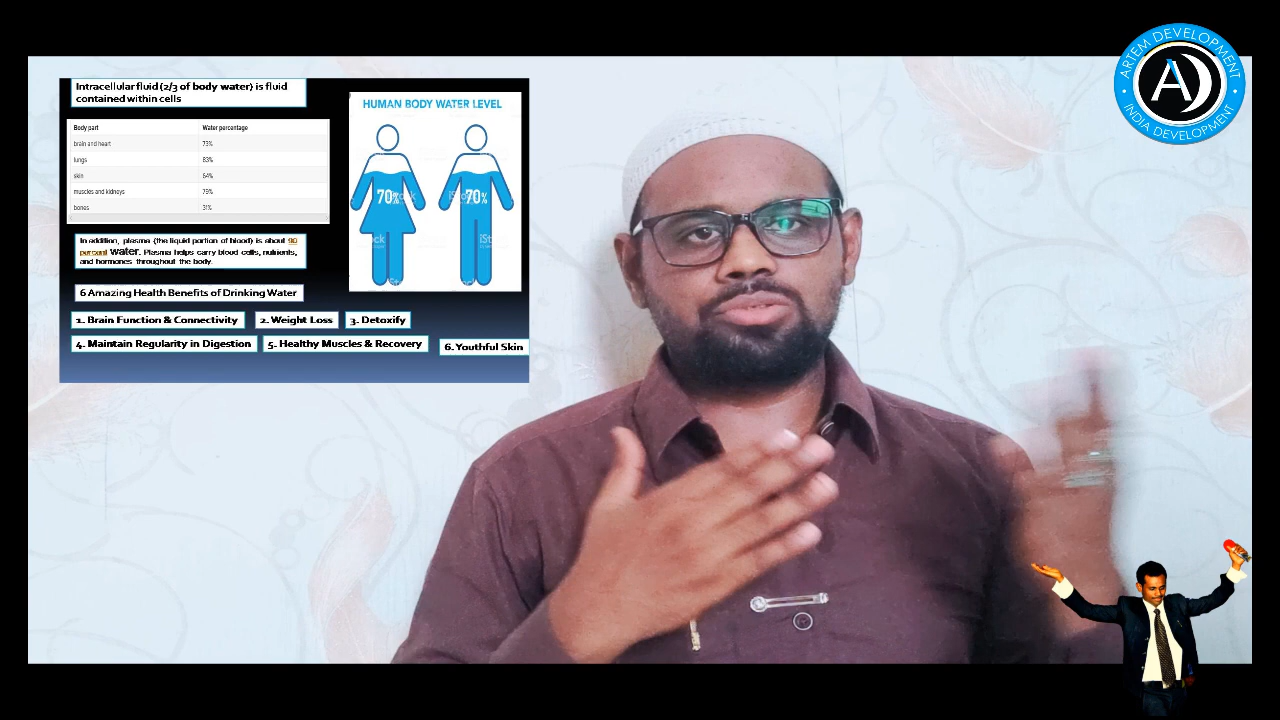 Intracellular fluid (2/3 of body water) is fluid
contained within cells
HUMAN BODY WATER LEVEL
70%
70%
Body part Water percentage
brain and heart 73%
lungs 83%
skin 64%
muscles and kidneys 79%
bones 31%
In addition, plasma (the liquid portion of blood) is about 90
percent water. Plasma helps carry blood cells, nutrients,
and hormones throughout the body.
6 Amazing Health Benefits of Drinking Water
1. Brain Function & Connectivity
2. Weight Loss
3. Detoxify
4. Maintain Regularity in Digestion
5. Healthy Muscles & Recovery
6. Youthful Skin
ARTEM DEVELOPMENT
A
INDIA DEVELOPMENT